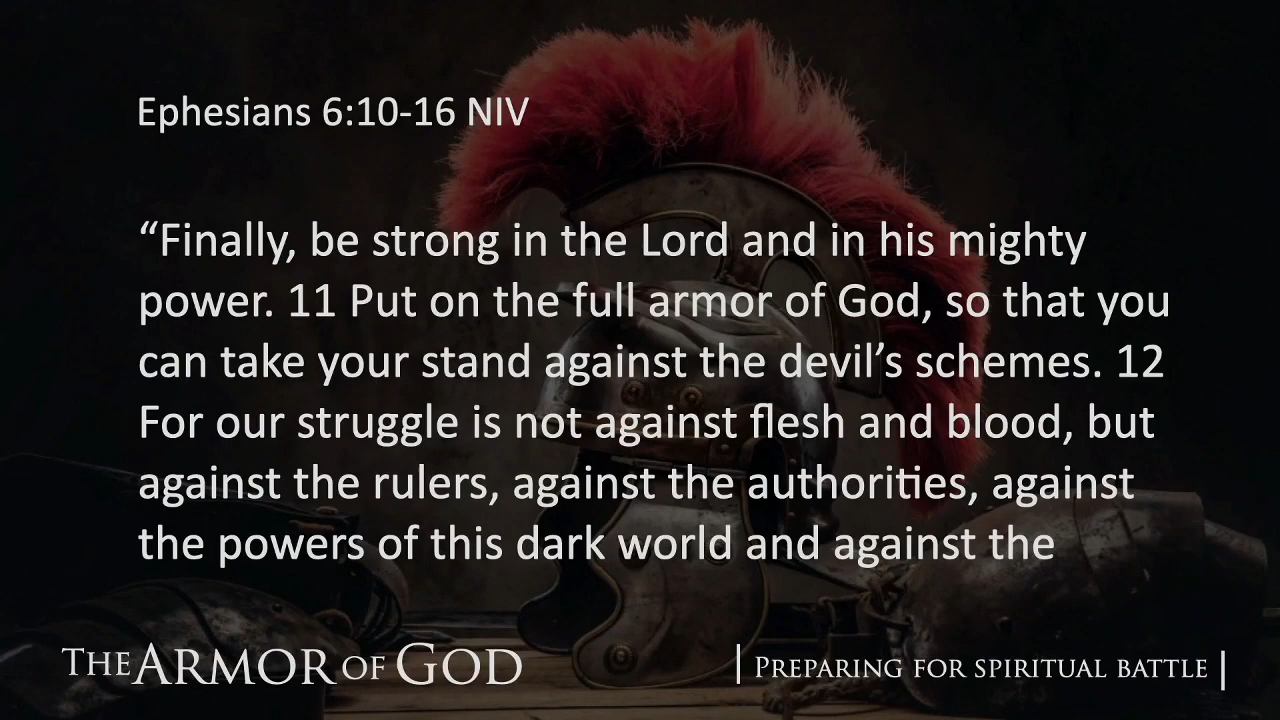 Ephesians 6:10-16 NIV
“Finally, be strong in the Lord and in his mighty
power. 11 Put on the full armor of God, so that you
can take your stand against the devil’s schemes. 12
For our struggle is not against flesh and blood, but
against the rulers, against the authorities, against
the powers of this dark world and against the
THE ARMOR OF GOD
| PREPARING FOR SPIRITUAL BATTLE |